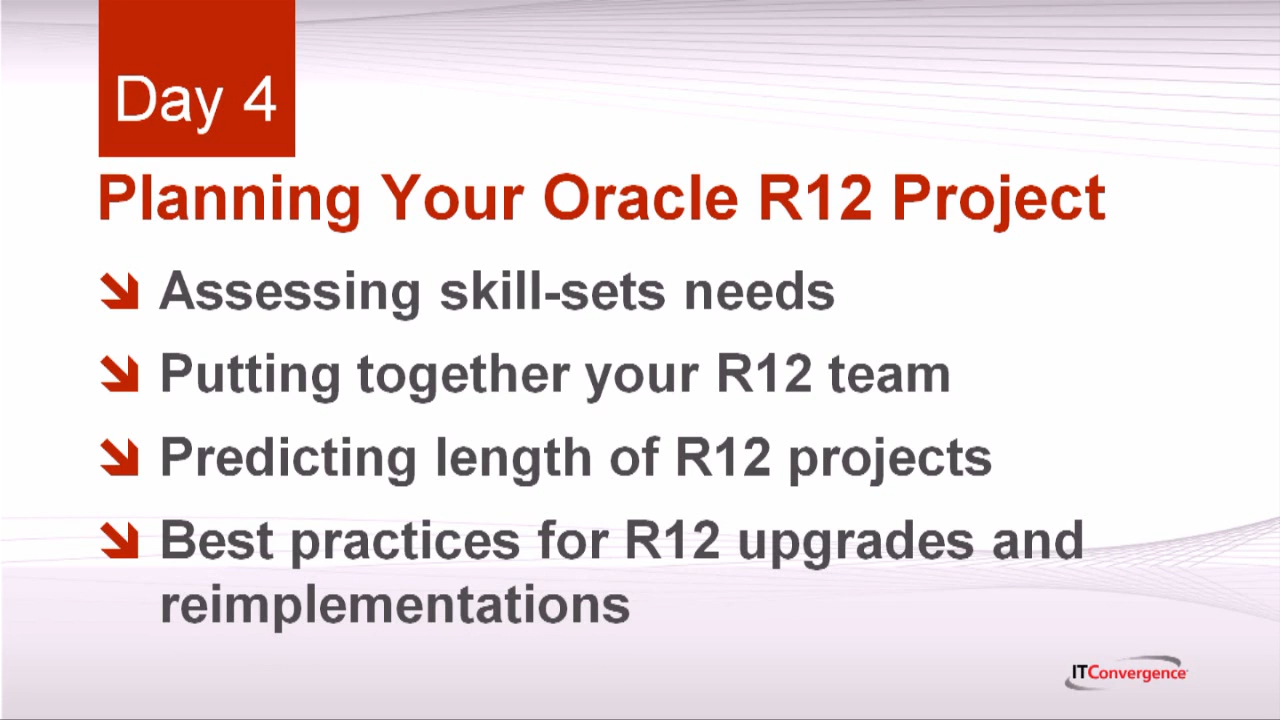 Day 4
Planning Your Oracle R12 Project
Assessing skill-sets needs
Putting together your R12 team
Predicting length of R12 projects
Best practices for R12 upgrades and
reimplementations
ITConvergence